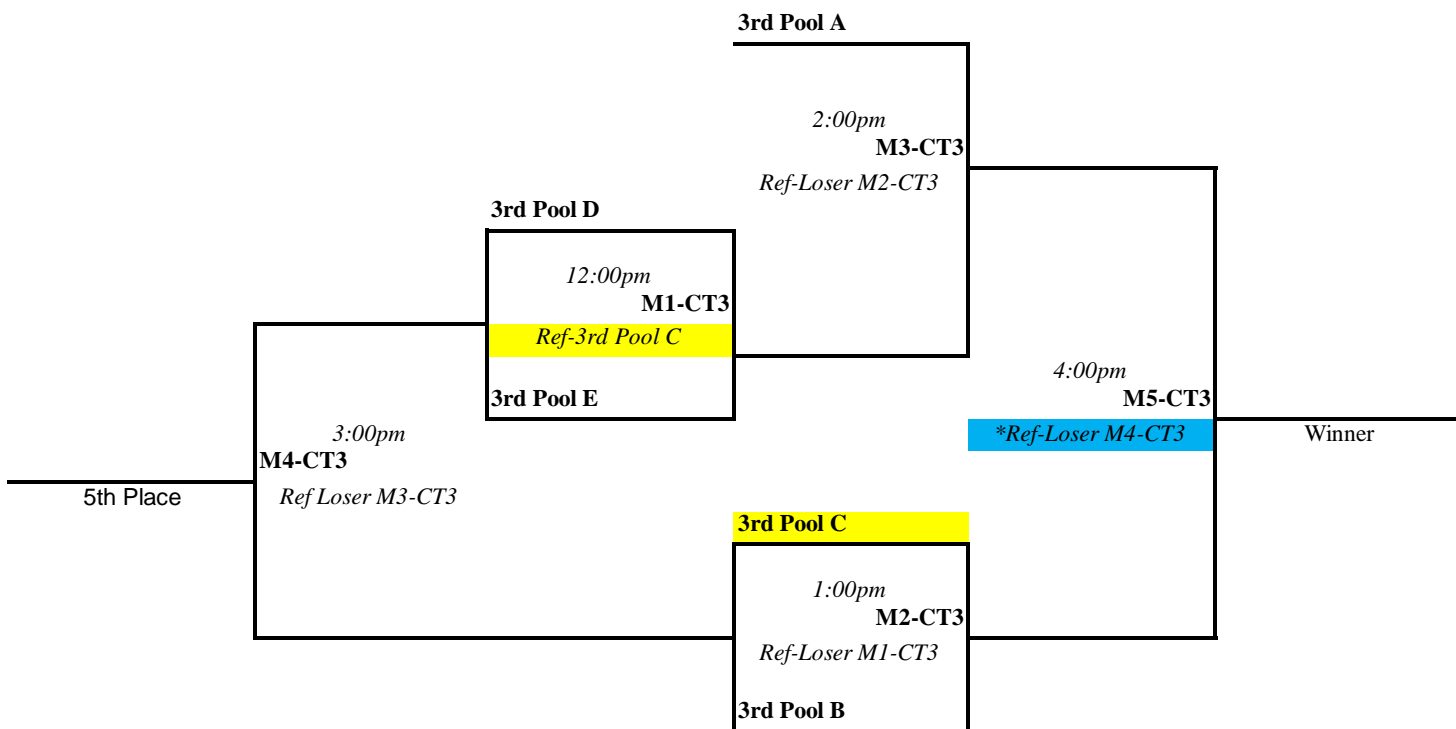 3rd Pool A
2:00pm
M3-CT3
Ref-Loser M2-CT3
3rd Pool D
12:00pm
M1-CT3
Ref-3rd Pool C
3rd Pool E
4:00pm
M5-CT3
*Ref-Loser M4-CT3
Winner
3:00pm
M4-CT3
5th Place
Ref Loser M3-CT3
3rd Pool C
1:00pm
M2-CT3
Ref-Loser M1-CT3
3rd Pool B